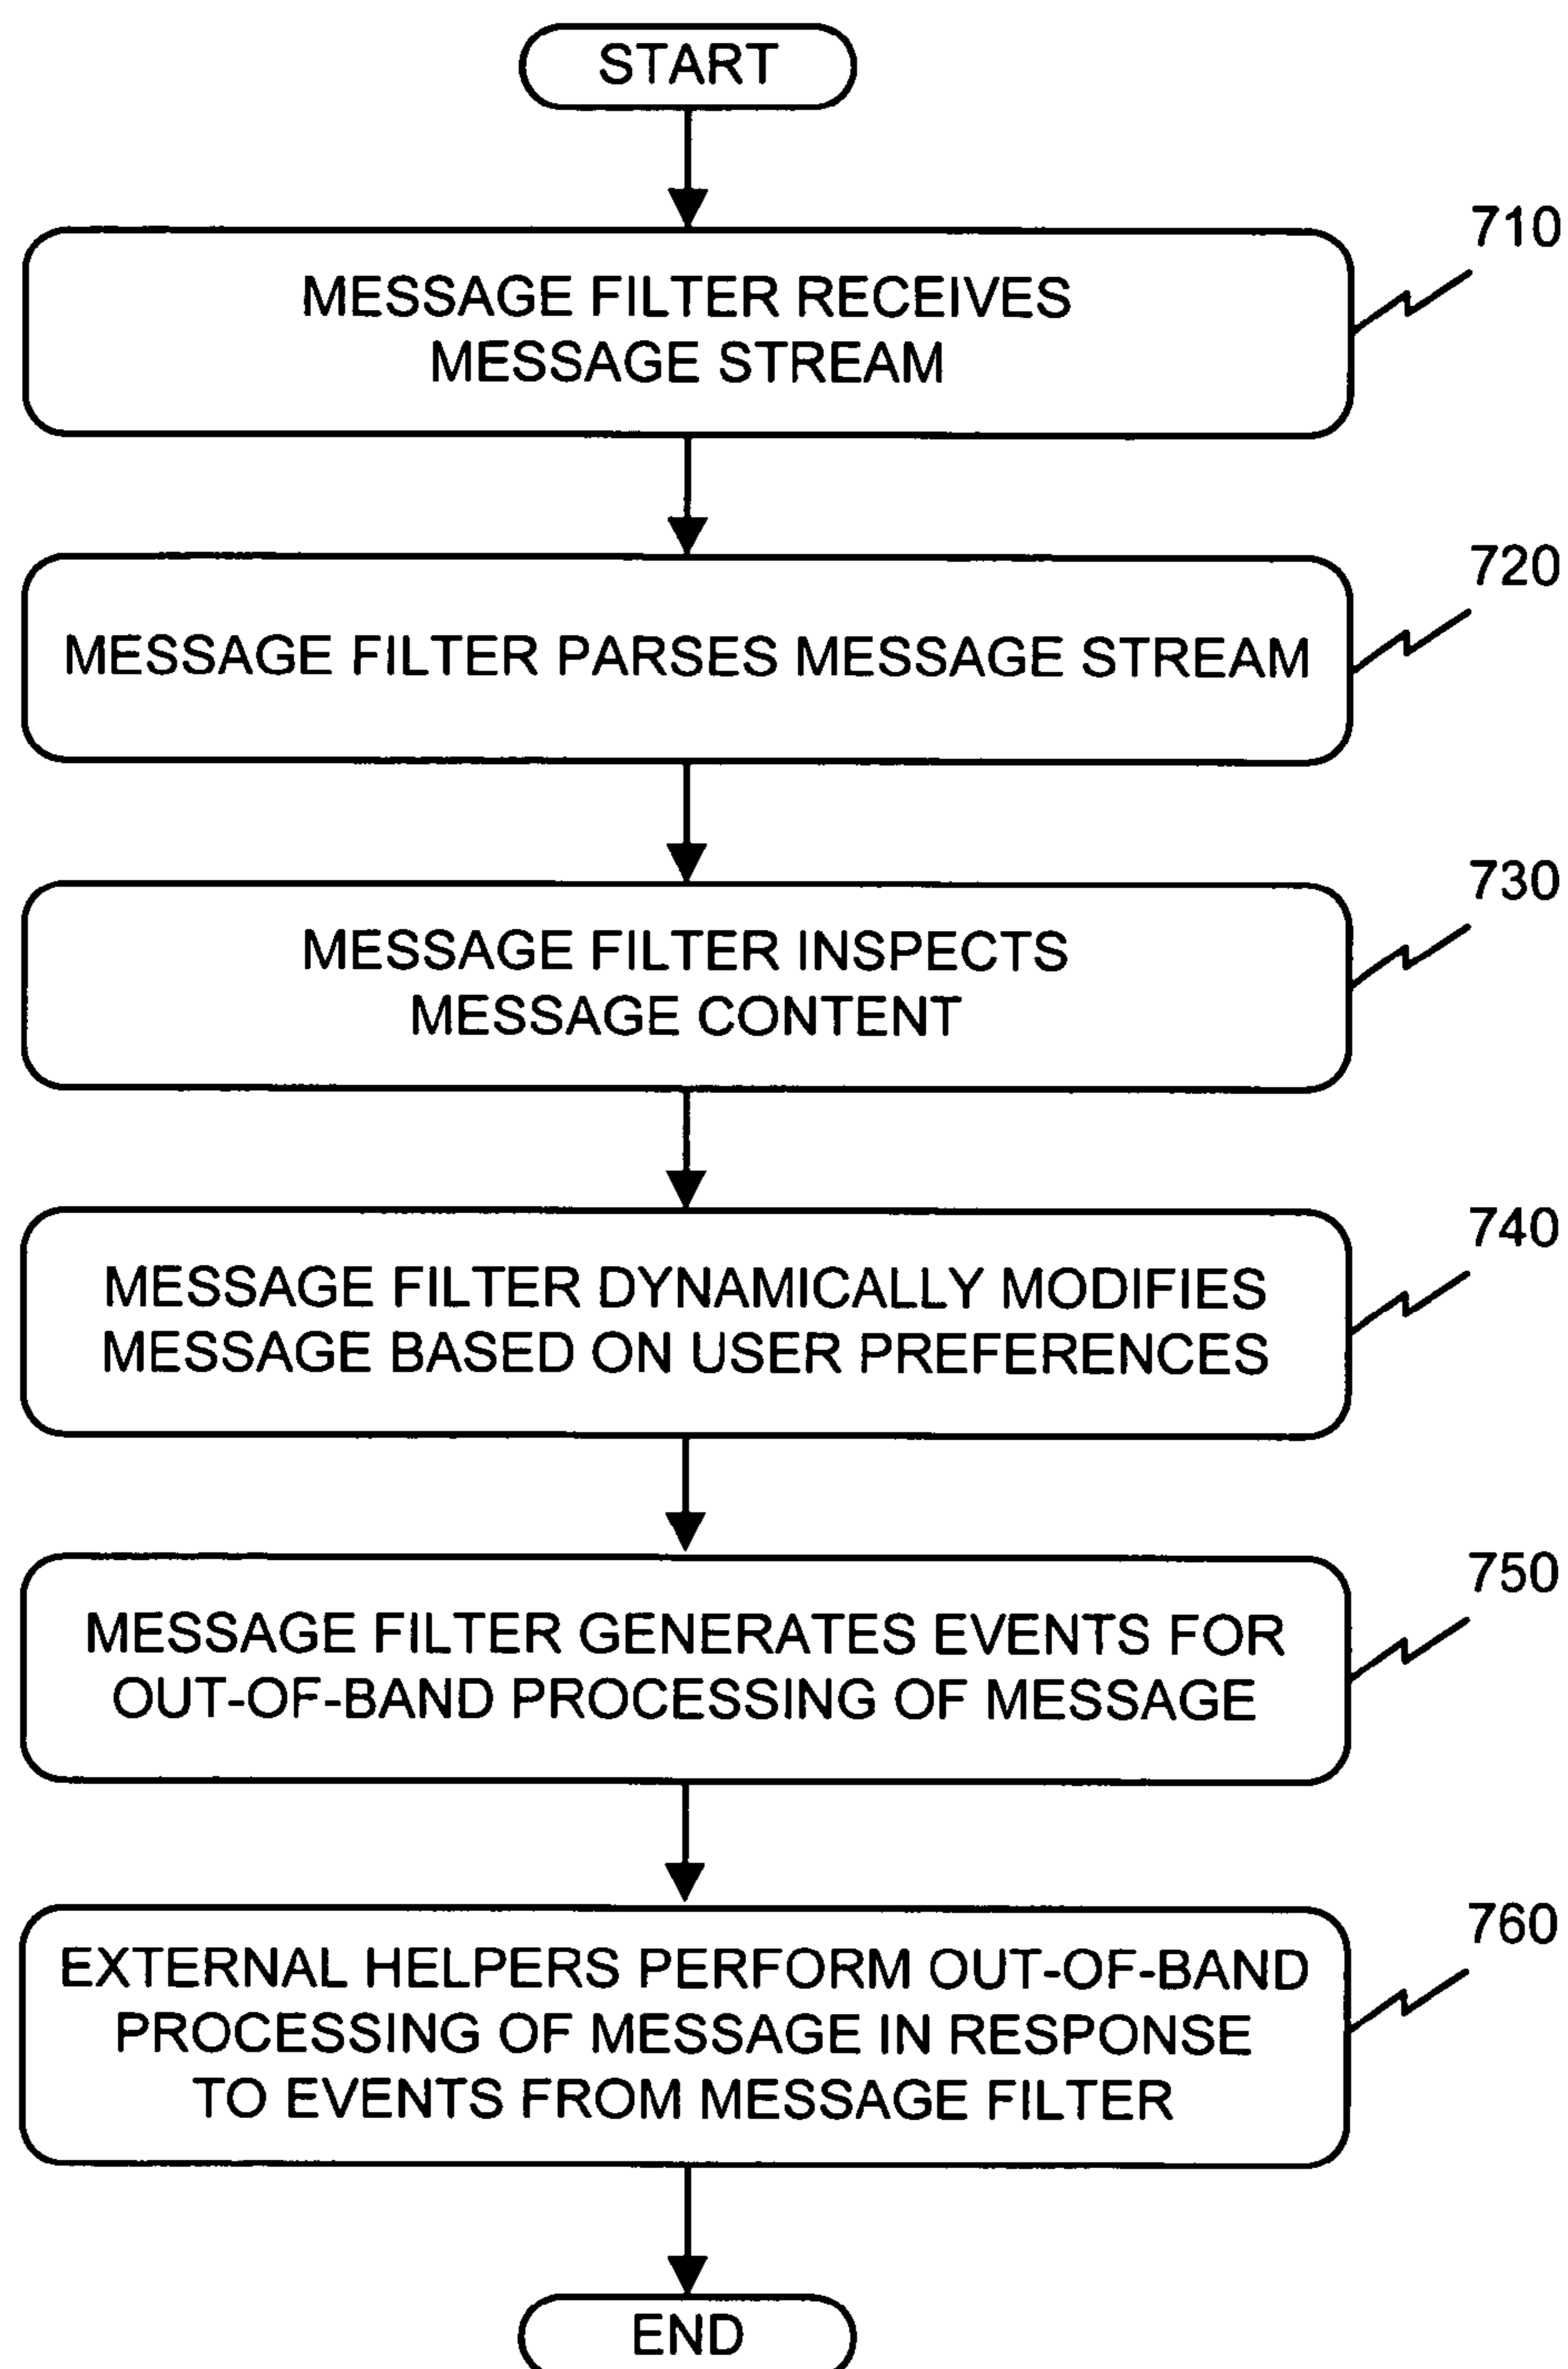 START
710
MESSAGE FILTER RECEIVES
MESSAGE STREAM
720
MESSAGE FILTER PARSES MESSAGE STREAM
730
MESSAGE FILTER INSPECTS
MESSAGE CONTENT
740
MESSAGE FILTER DYNAMICALLY MODIFIES
MESSAGE BASED ON USER PREFERENCES
750
MESSAGE FILTER GENERATES EVENTS FOR
OUT-OF-BAND PROCESSING OF MESSAGE
760
EXTERNAL HELPERS PERFORM OUT-OF-BAND
PROCESSING OF MESSAGE IN RESPONSE
TO EVENTS FROM MESSAGE FILTER
END